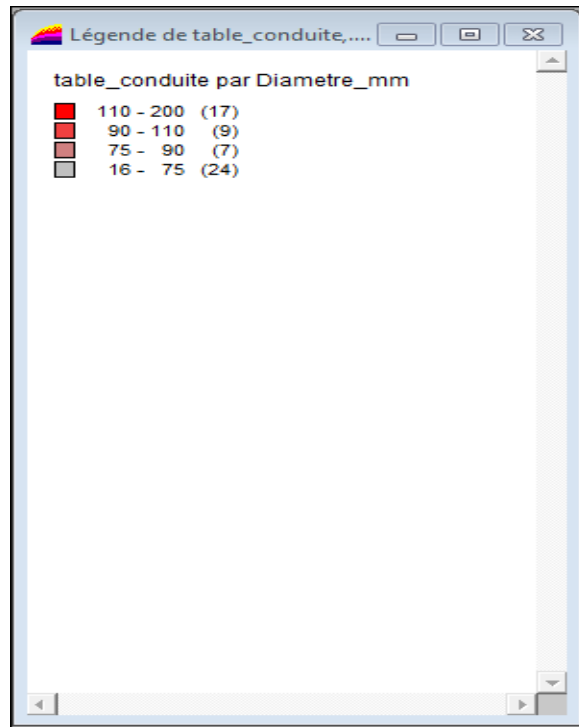 Légende de table_conduite,....
table_conduite par Diametre_mm
110 - 200 (17)
90 - 110 (9)
75 - 90 (7)
16 - 75 (24)